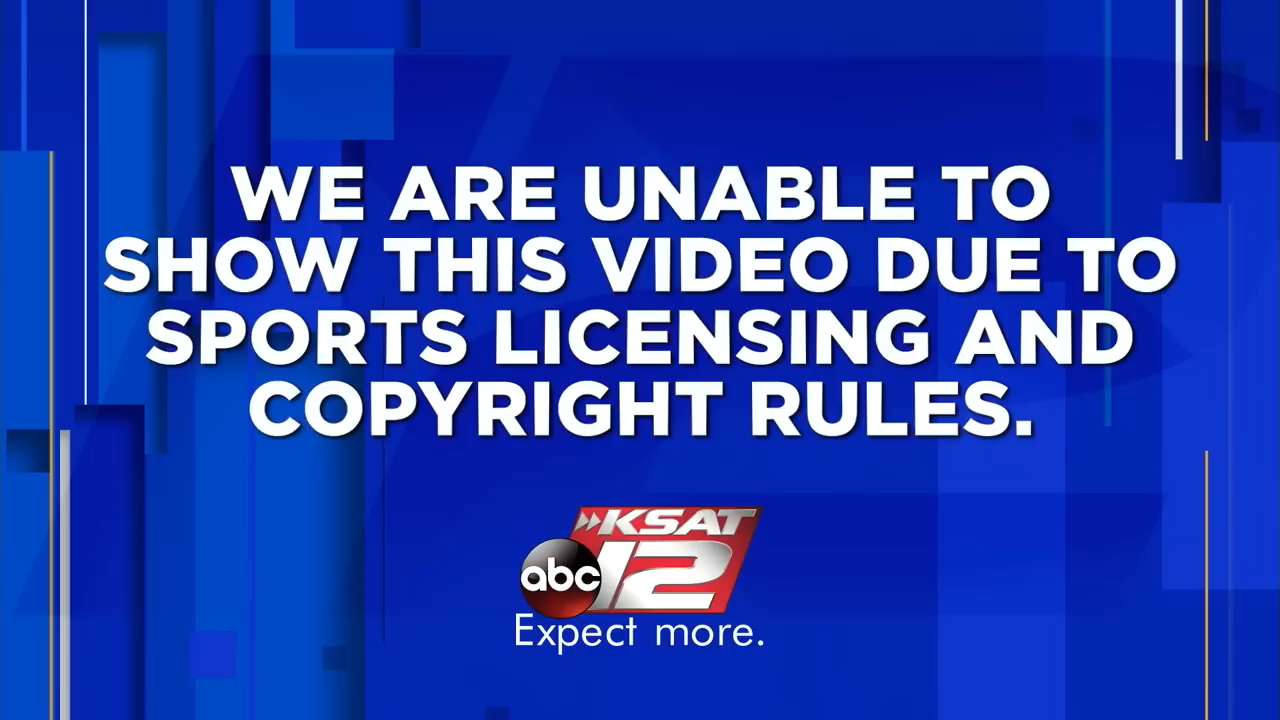 WE ARE UNABLE TO
SHOW THIS VIDEO DUE TO
SPORTS LICENSING AND
COPYRIGHT RULES.
KSAT
abc 12
Expect more.